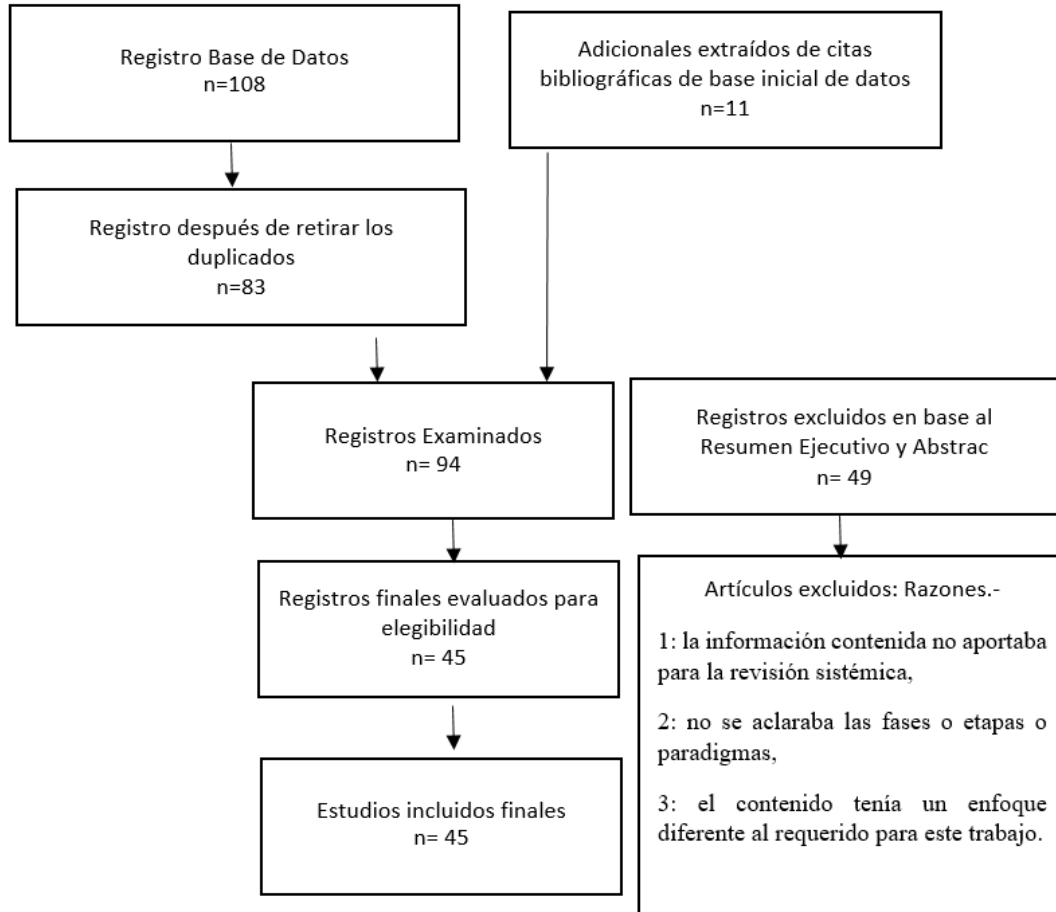 Registro Base de Datos
n=108
Adicionales extraídos de citas
bibliográficas de base inicial de datos
n=11
Registro después de retirar los
duplicados
n=83
Registros Examinados
n= 94
Registros excluidos en base al
Resumen Ejecutivo y Abstrac
n= 49
Registros finales evaluados para
elegibilidad
n= 45
Artículos excluidos: Razones.-
1: la información contenida no aportaba
para la revisión sistémica,
2: no se aclaraba las fases o etapas o
paradigmas,
3: el contenido tenía un enfoque
diferente al requerido para este trabajo.
Estudios incluidos finales
n= 45